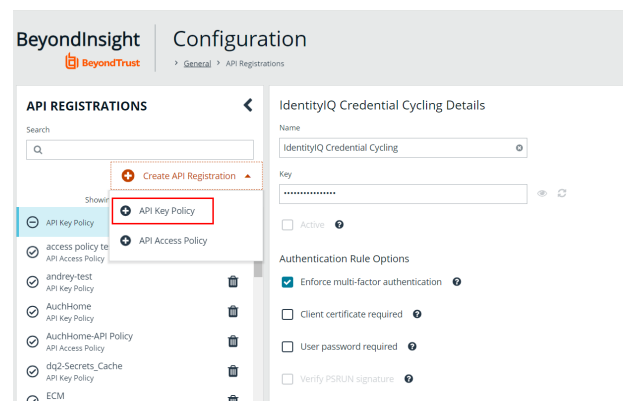 BeyondInsight
BeyondTrust
Configuration
> General > API Registrations
API REGISTRATIONS
Search
Create API Registration
API Key Policy
API Access Policy
API Key Policy
access policy te
API Access Policy
andrey-test
API Key Policy
AuchHome
API Key Policy
AuchHome-API Policy
API Access Policy
dq2-Secrets_Cache
API Key Policy
ECM
IdentityIQ Credential Cycling Details
Name
IdentityIQ Credential Cycling
Key
Active
Authentication Rule Options
Enforce multi-factor authentication
Client certificate required
User password required
Verify PSRUN signature